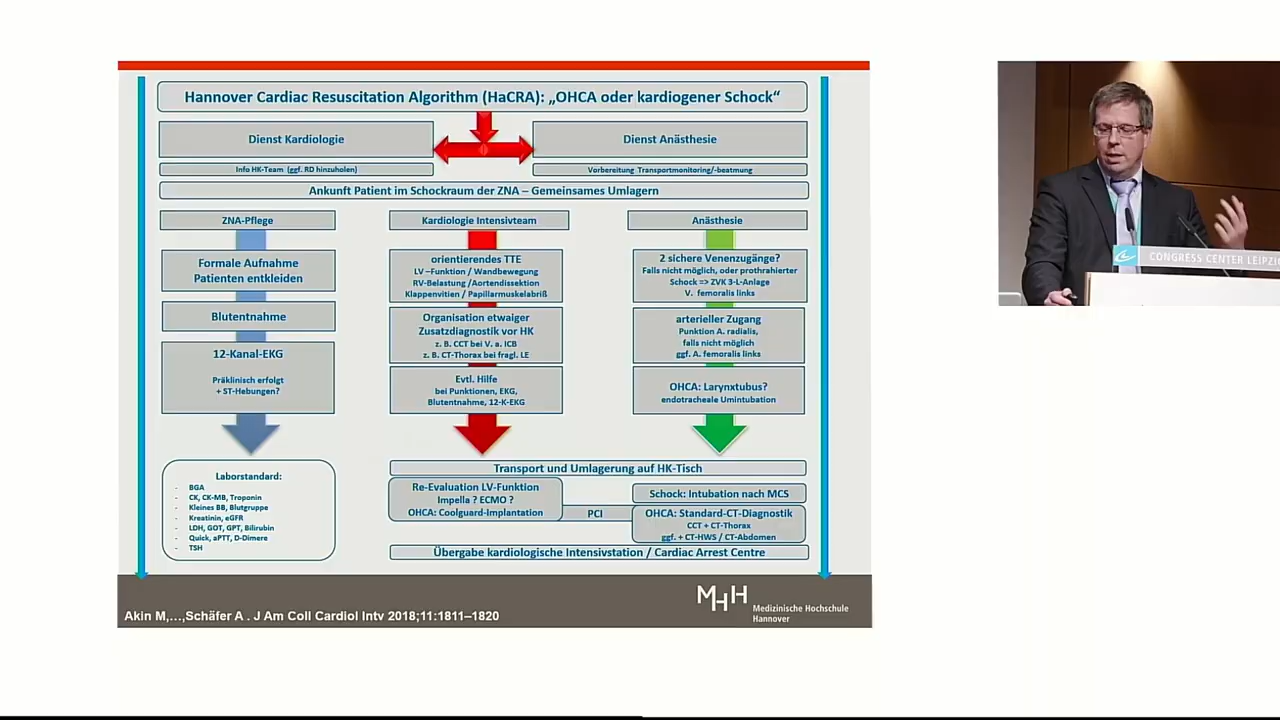 Hannover Cardiac Resuscitation Algorithm (HaCRA): „OHCA oder kardiogener Schock“
Dienst Kardiologie
Dienst Anästhesie
Info HK-Team (ggf. RD hinzuholen)
Vorbereitung Transportmonitoring/-beatmung
Ankunft Patient im Schockraum der ZNA – Gemeinsames Umlagern
ZNA-Pflege
Formale Aufnahme
Patienten entkleiden
Blutentnahme
12-Kanal-EKG
Präklinisch erfolgt
+ ST-Hebungen?
Laborstandard:
- BGA
- CK, CK-MB, Troponin
- Kleines BB, Blutgruppe
- Kreatinin, eGFR
- LDH, GOT, GPT, Bilirubin
- Quick, aPTT, D-Dimere
- TSH
Kardiologie Intensivteam
orientierendes TTE
LV –Funktion / Wandbewegung
RV-Belastung /Aortendissektion
Klappenvitien / Papillarmuskelabriß
Organisation etwaiger
Zusatzdiagnostik vor HK
z. B. CCT bei V. a. ICB
z. B. CT-Thorax bei fragl. LE
Evtl. Hilfe
bei Punktionen, EKG,
Blutentnahme, 12-K-EKG
Anästhesie
2 sichere Venenzugänge?
Falls nicht möglich, oder prothrahierter
Schock => ZVK 3-L-Anlage
V. femoralis links
arterieller Zugang
Punktion A. radialis,
falls nicht möglich
ggf. A. femoralis links
OHCA: Larynxtubus?
endotracheale Umintubation
Transport und Umlagerung auf HK-Tisch
Re-Evaluation LV-Funktion
Impella ? ECMO ?
OHCA: Coolguard-Implantation
PCI
Schock: Intubation nach MCS
OHCA: Standard-CT-Diagnostik
CCT + CT-Thorax
ggf. + CT-HWS / CT-Abdomen
Übergabe kardiologische Intensivstation / Cardiac Arrest Centre
Akin M,...,Schäfer A . J Am Coll Cardiol Intv 2018;11:1811–1820
MHH
Medizinische Hochschule
Hannover
CONGRESS CENTER LEIPZIG